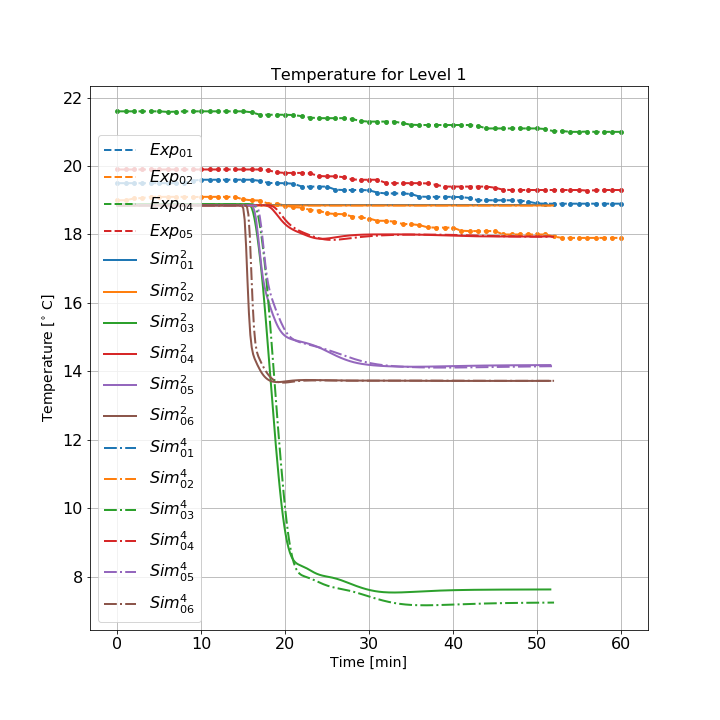 Temperature for Level 1
Temperature [°C]
22
20
18
16
14
12
10
8
Exp01
Exp02
Exp04
Exp05
Sim²01
Sim²02
Sim²03
Sim²04
Sim²05
Sim²06
Sim⁴01
Sim⁴02
Sim⁴03
Sim⁴04
Sim⁴05
Sim⁴06
0 10 20 30 40 50 60
Time [min]